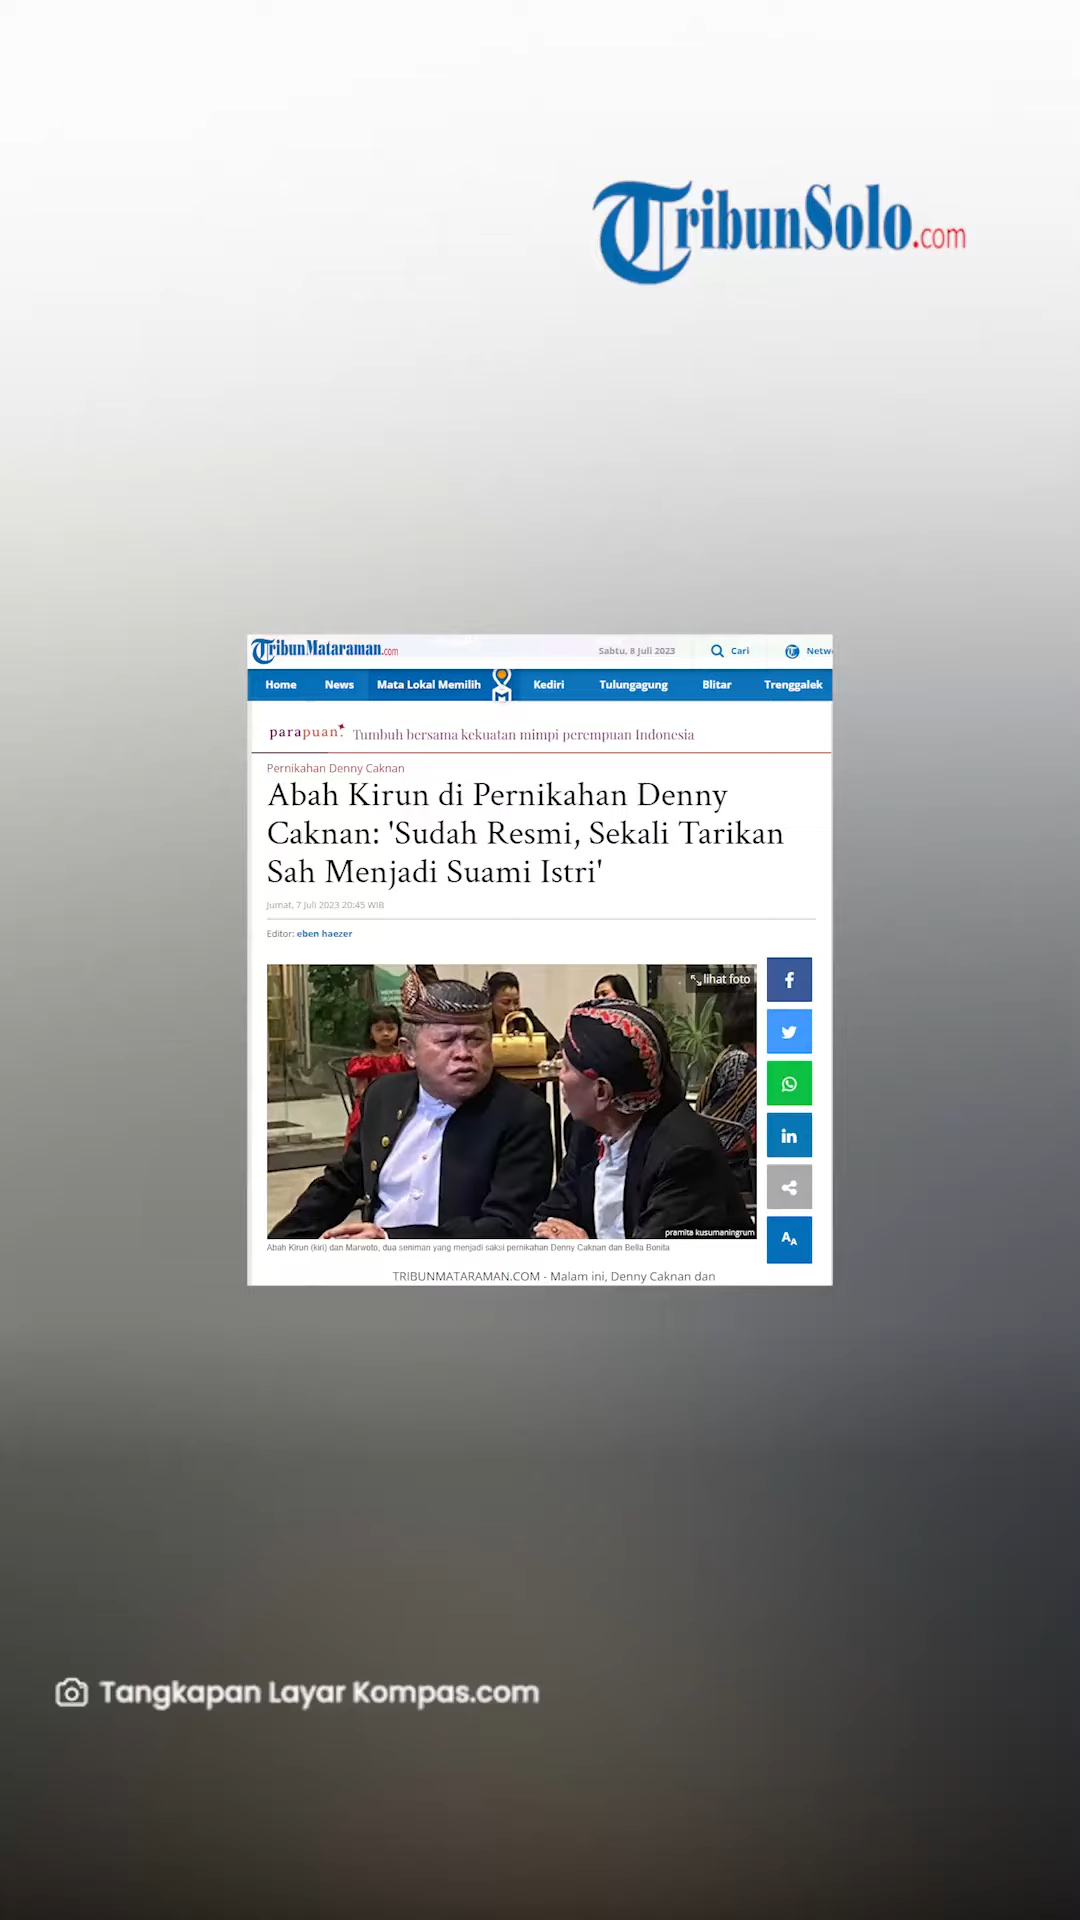 TribunSolo.com
TribunMataraman.com
Sabtu, 8 Juli 2023
Cari
Netw
Home
News
Mata Lokal Memilih
Kediri
Tulungagung
Blitar
Trenggalek
parapuan.
Tumbuh bersama kekuatan mimpi perempuan Indonesia
Pernikahan Denny Caknan
Abah Kirun di Pernikahan Denny
Caknan: 'Sudah Resmi, Sekali Tarikan
Sah Menjadi Suami Istri'
Jumat, 7 Juli 2023 20:45 WIB
Editor: eben haezer
lihat foto
pramita kusumaningrum
Abah Kirun (kiri) dan Marwoto, dua seniman yang menjadi saksi pernikahan Denny Caknan dan Bella Bonita
TRIBUNMATARAMAN.COM - Malam ini, Denny Caknan dan
Tangkapan Layar Kompas.com